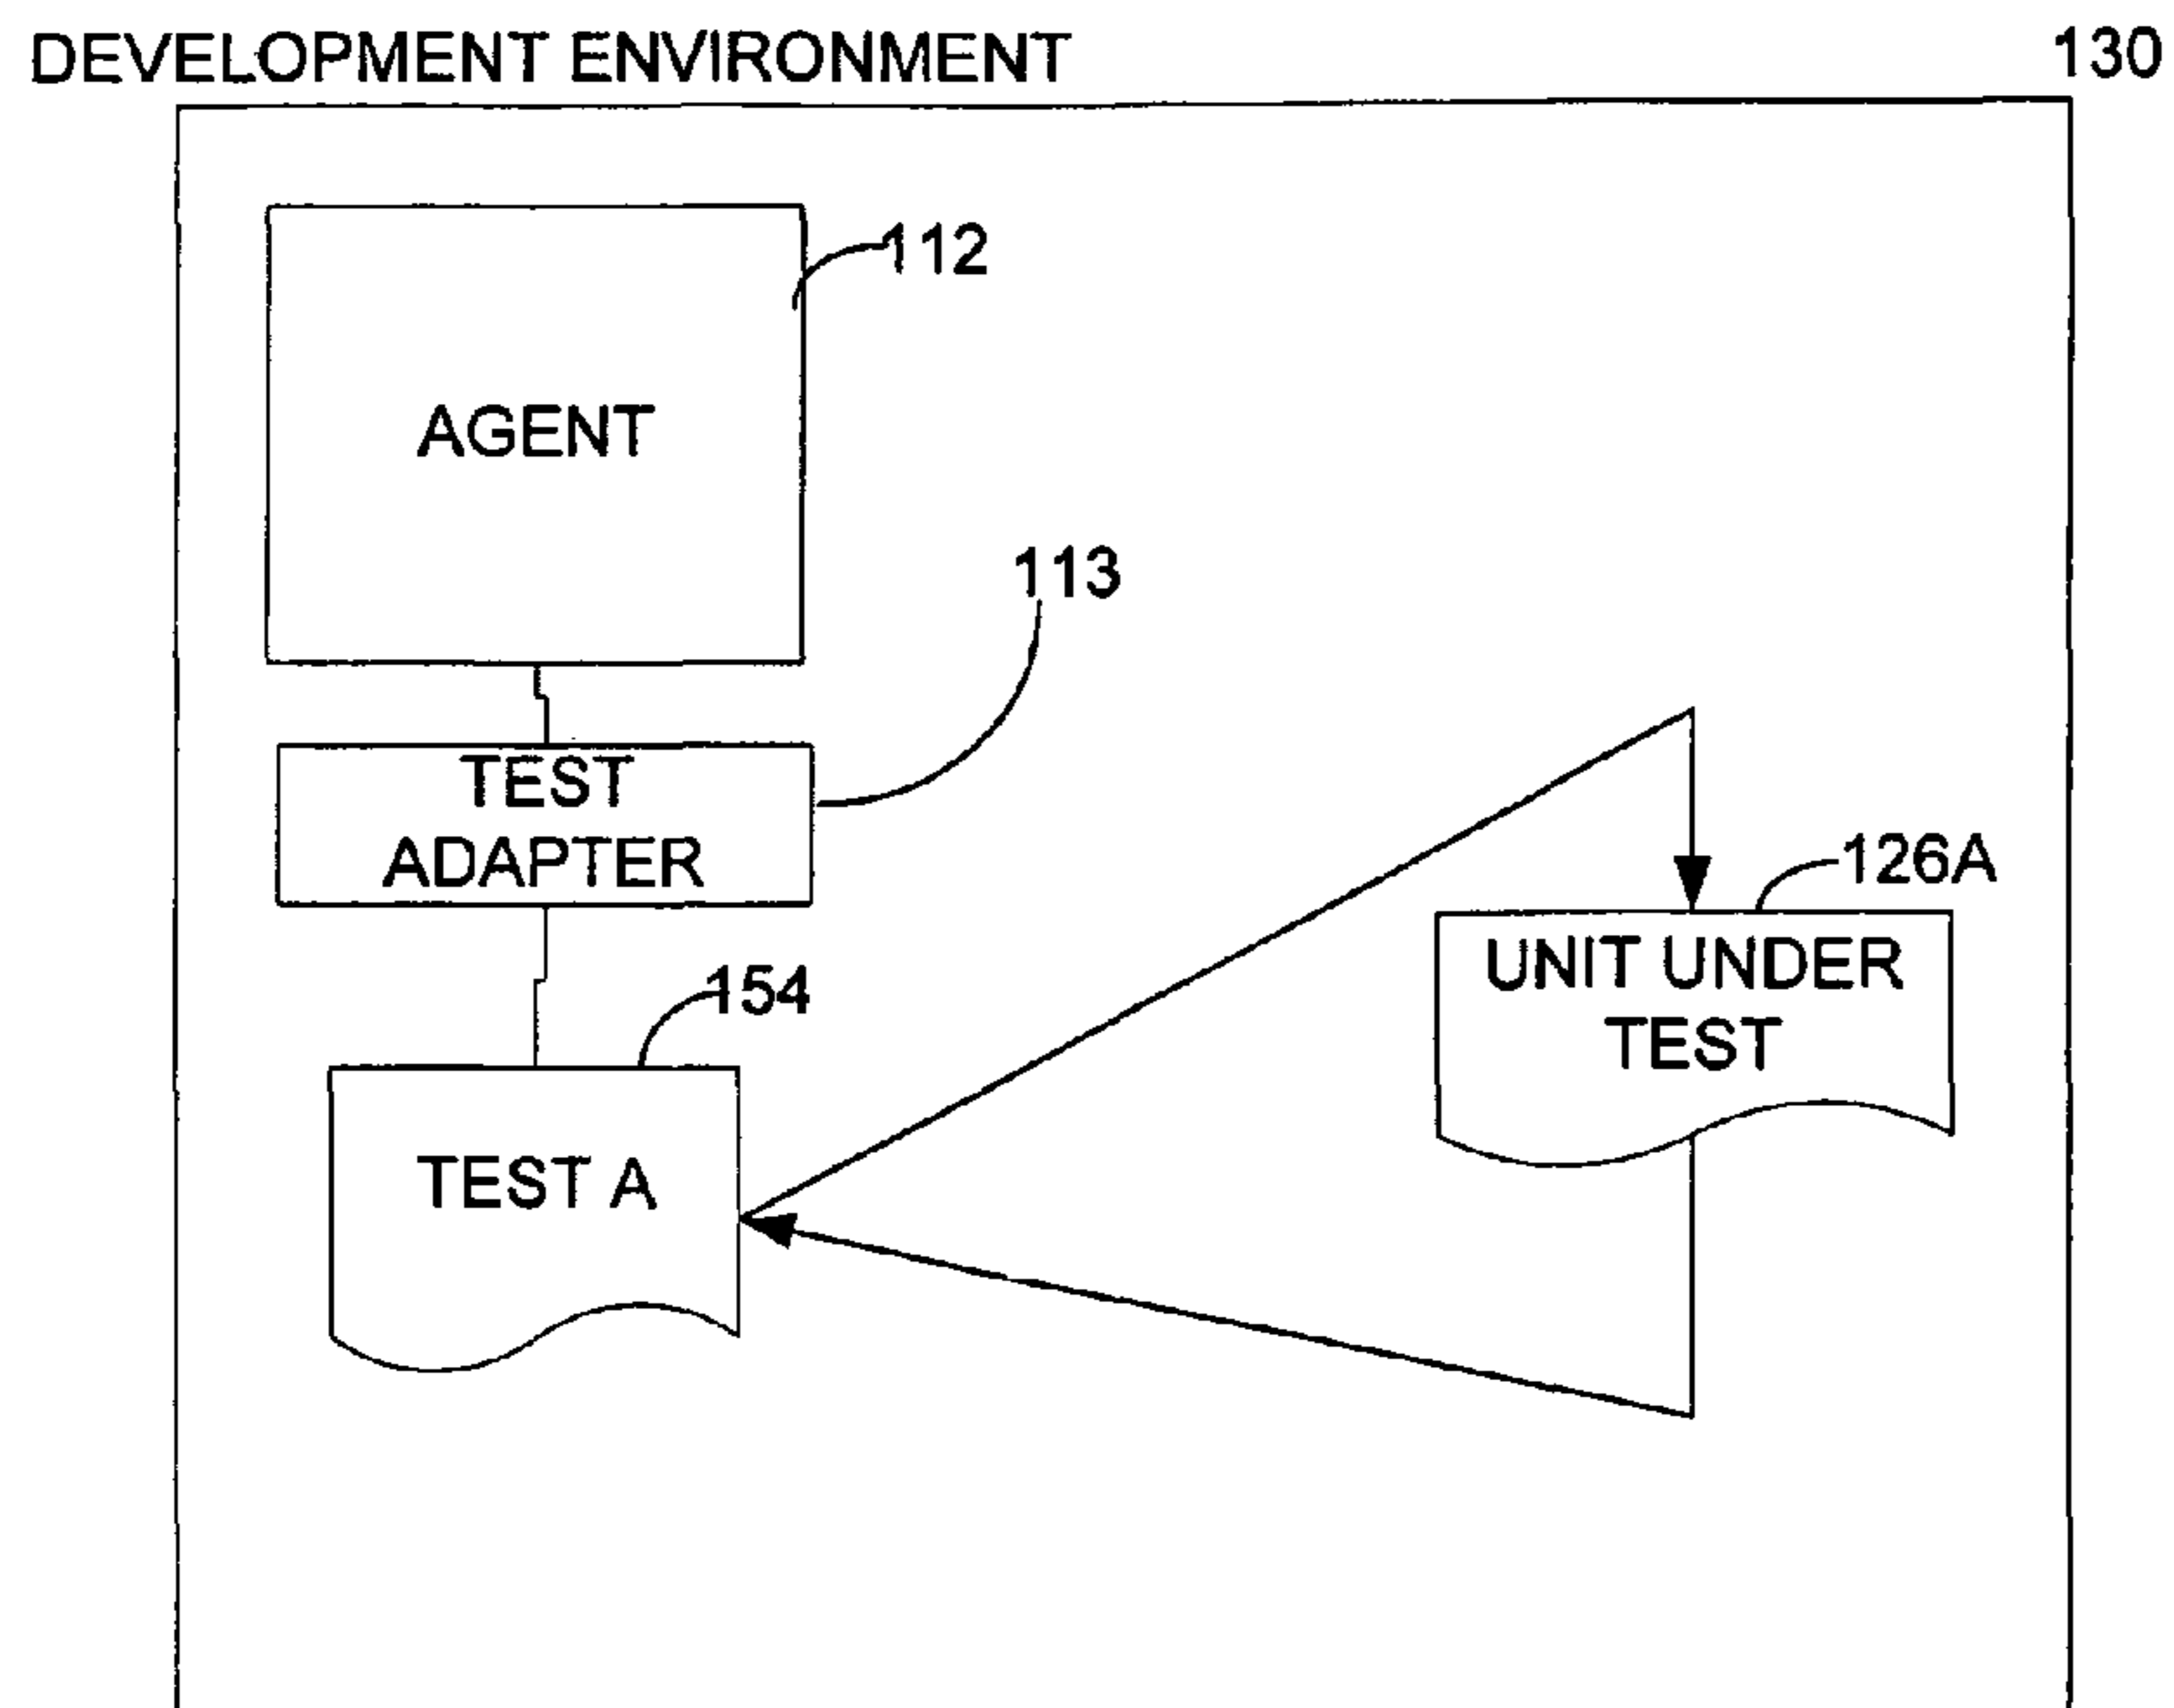 DEVELOPMENT ENVIRONMENT
130
112
AGENT
113
TEST
ADAPTER
126A
UNIT UNDER
TEST
154
TEST A